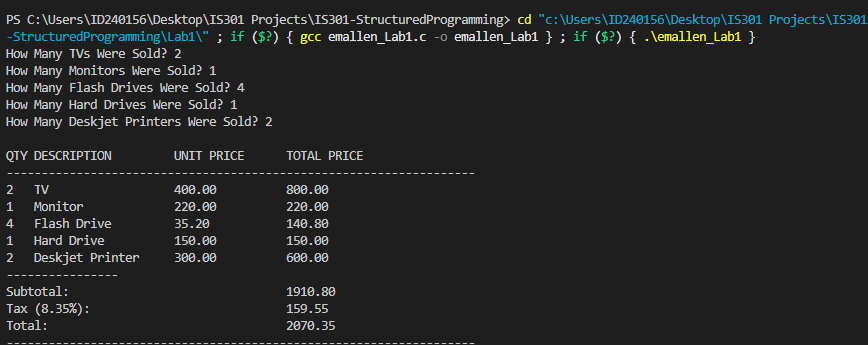 PS C:\Users\ID240156\Desktop\IS301 Projects\IS301-StructuredProgramming> cd "c:\Users\ID240156\Desktop\IS301 Projects\IS301
-StructuredProgramming\Lab1\" ; if ($?) { gcc emallen_Lab1.c -o emallen_Lab1 } ; if ($?) { .\emallen_Lab1 }
How Many TVs Were Sold? 2
How Many Monitors Were Sold? 1
How Many Flash Drives Were Sold? 4
How Many Hard Drives Were Sold? 1
How Many Deskjet Printers Were Sold? 2

QTY DESCRIPTION         UNIT PRICE      TOTAL PRICE
-------------------------------------------------------------------
2   TV                  400.00          800.00
1   Monitor             220.00          220.00
4   Flash Drive         35.20           140.80
1   Hard Drive          150.00          150.00
2   Deskjet Printer     300.00          600.00
----------------
Subtotal:                               1910.80
Tax (8.35%):                            159.55
Total:                                  2070.35
-------------------------------------------------------------------